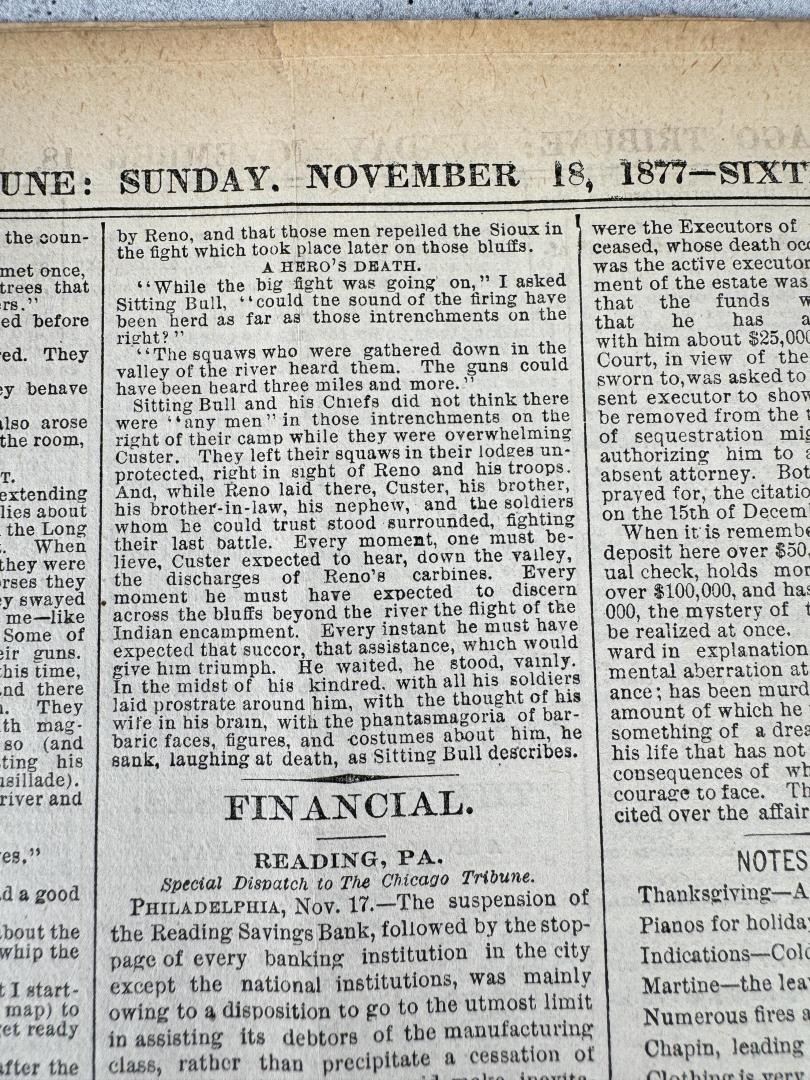 UNE: SUNDAY. NOVEMBER 18, 1877—SIXT
the coun-
met once,
trees that
ers."
ed before
red. They
ey behave
also arose
the room,
T.
extending
lies about
the Long
When
they were
orses they
ey swayed
me—like
Some of
eir guns.
this time,
and there
They
ith mag-
so (and
ting his
usillade).
river and
es."
d a good
about the
whip the
t I start-
map) to
get ready
after the
by Reno, and that those men repelled the Sioux in
the fight which took place later on those bluffs.
A HERO'S DEATH.
"While the big fight was going on," I asked
Sitting Bull, "could the sound of the firing have
been herd as far as those intrenchments on the
right?"
"The squaws who were gathered down in the
valley of the river heard them. The guns could
have been heard three miles and more."
Sitting Bull and his Chiefs did not think there
were "any men" in those intrenchments on the
right of their camp while they were overwhelming
Custer. They left their squaws in their lodges un-
protected, right in sight of Reno and his troops.
And, while Reno laid there, Custer, his brother,
his brother-in-law, his nephew, and the soldiers
whom he could trust stood surrounded, fighting
their last battle. Every moment, one must be-
lieve, Custer expected to hear, down the valley,
the discharges of Reno's carbines. Every
moment he must have expected to discern
across the bluffs beyond the river the flight of the
Indian encampment. Every instant he must have
expected that succor, that assistance, which would
give him triumph. He waited, he stood, vainly.
In the midst of his kindred, with all his soldiers
laid prostrate around him, with the thought of his
wife in his brain, with the phantasmagoria of bar-
baric faces, figures, and costumes about him, he
sank, laughing at death, as Sitting Bull describes.
FINANCIAL.
READING, PA.
Special Dispatch to The Chicago Tribune.
PHILADELPHIA, Nov. 17.—The suspension of
the Reading Savings Bank, followed by the stop-
page of every banking institution in the city
except the national institutions, was mainly
owing to a disposition to go to the utmost limit
in assisting its debtors of the manufacturing
class, rather than precipitate a cessation of
were the Executors of
ceased, whose death occ
was the active executor
ment of the estate was
that the funds w
that he has a
with him about $25,000
Court, in view of the
sworn to, was asked to
sent executor to show
be removed from the t
of sequestration mig
authorizing him to a
absent attorney. Bot
prayed for, the citatio
on the 15th of Decem
When it is remembe
deposit here over $50,
ual check, holds mor
over $100,000, and has
000, the mystery of t
be realized at once.
ward in explanation
mental aberration at
ance; has been murd
amount of which he
something of a drea
his life that has not
consequences of wh
courage to face. Th
cited over the affair
NOTES
Thanksgiving—A
Pianos for holiday
Indications—Cold
Martine—the lea
Numerous fires a
Chapin, leading
Clothing is very